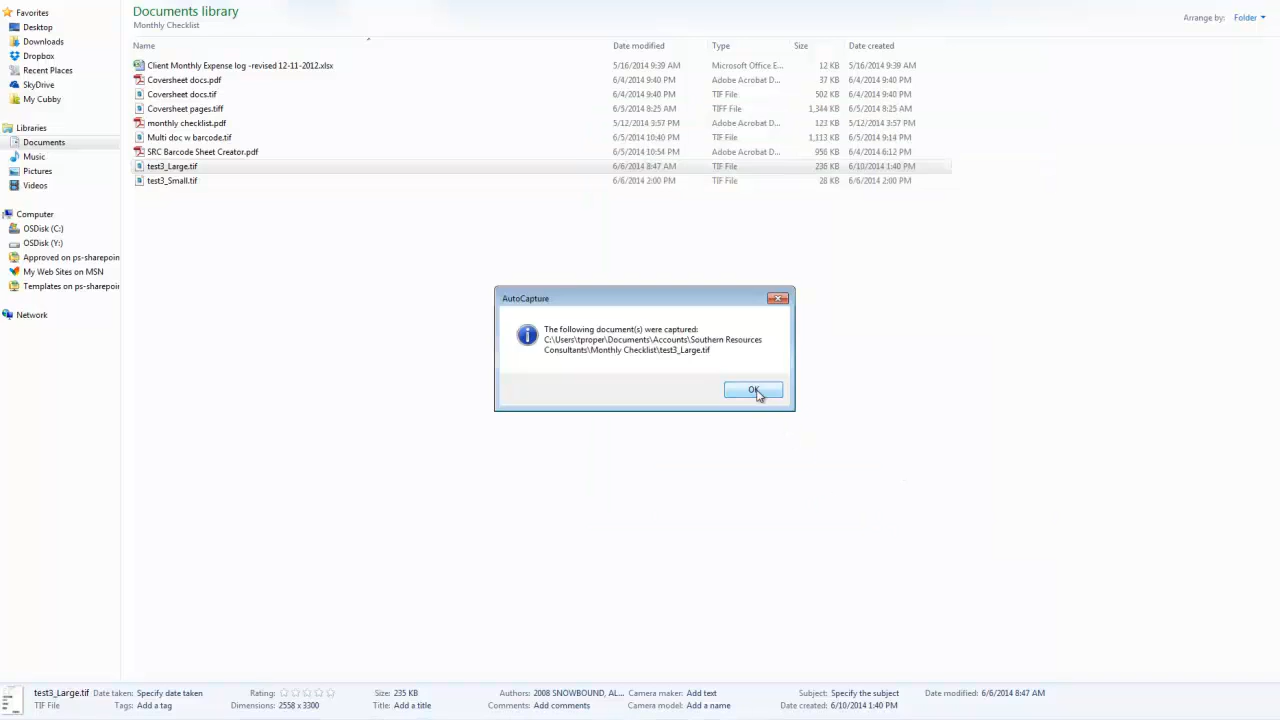 Favorites
Desktop
Downloads
Dropbox
Recent Places
SkyDrive
My Cubby
Libraries
Documents
Music
Pictures
Videos
Computer
OSDisk (C:)
OSDisk (Y:)
Approved on ps-sharepoin
My Web Sites on MSN
Templates on ps-sharepoi
Network
Documents library
Monthly Checklist
Arrange by: Folder
Name Date modified Type Size Date created
Client Monthly Expense log -revised 12-11-2012.xlsx 5/16/2014 9:39 AM Microsoft Office E... 12 KB 5/16/2014 9:39 AM
Coversheet docs.pdf 6/4/2014 9:40 PM Adobe Acrobat D... 37 KB 6/4/2014 9:40 PM
Coversheet docs.tif 6/4/2014 9:40 PM TIF File 502 KB 6/4/2014 9:40 PM
Coversheet pages.tiff 6/5/2014 8:25 AM TIFF File 1,344 KB 6/5/2014 8:25 AM
monthly checklist.pdf 5/12/2014 3:57 PM Adobe Acrobat D... 123 KB 5/12/2014 3:57 PM
Multi doc w barcode.tif 6/5/2014 10:40 PM TIF File 1,113 KB 6/5/2014 9:14 PM
SRC Barcode Sheet Creator.pdf 6/5/2014 10:54 PM Adobe Acrobat D... 956 KB 6/4/2014 6:12 PM
test3_Large.tif 6/6/2014 8:47 AM TIF File 236 KB 6/10/2014 1:40 PM
test3_Small.tif 6/6/2014 2:00 PM TIF File 28 KB 6/6/2014 2:00 PM
AutoCapture
The following document(s) were captured:
C:\Users\tproper\Documents\Accounts\Southern Resources
Consultants\Monthly Checklist\test3_Large.tif
OK
test3_Large.tif Date taken: Specify date taken Rating: Size: 235 KB Authors: 2008 SNOWBOUND, AL... Camera maker: Add text Subject: Specify the subject Date modified: 6/6/2014 8:47 AM
TIF File Tags: Add a tag Dimensions: 2558 x 3300 Title: Add a title Comments: Add comments Camera model: Add a name Date created: 6/10/2014 1:40 PM